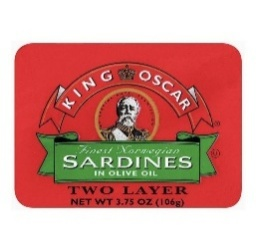 KING OSCAR
Finest Norwegian
SARDINES
IN OLIVE OIL
TWO LAYER
NET WT 3.75 OZ (106g)